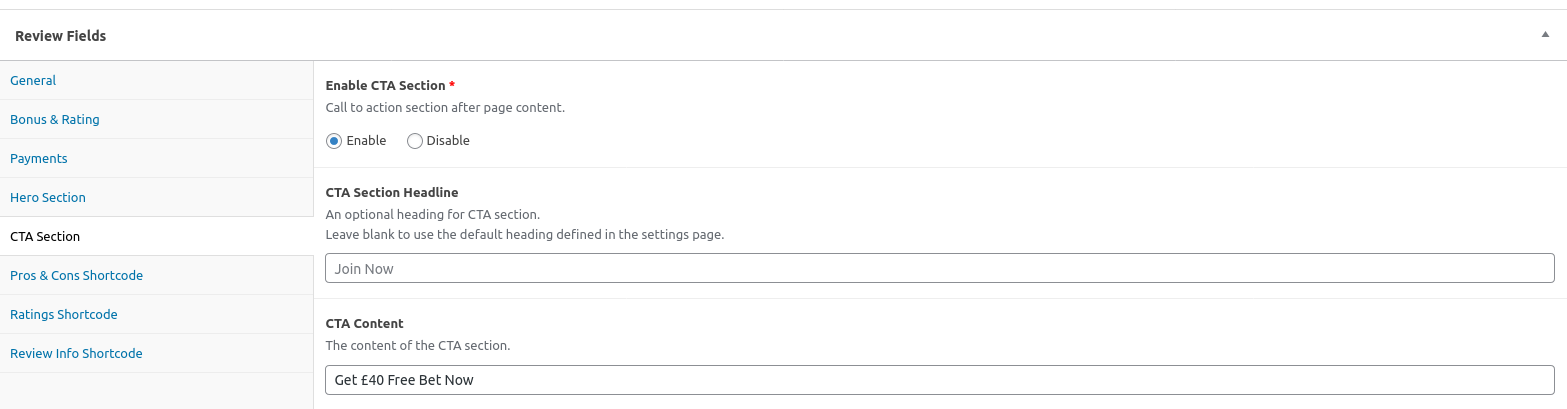 Review Fields
General
Bonus & Rating
Payments
Hero Section
CTA Section
Pros & Cons Shortcode
Ratings Shortcode
Review Info Shortcode
Enable CTA Section *
Call to action section after page content.
Enable Disable
CTA Section Headline
An optional heading for CTA section.
Leave blank to use the default heading defined in the settings page.
Join Now
CTA Content
The content of the CTA section.
Get £40 Free Bet Now